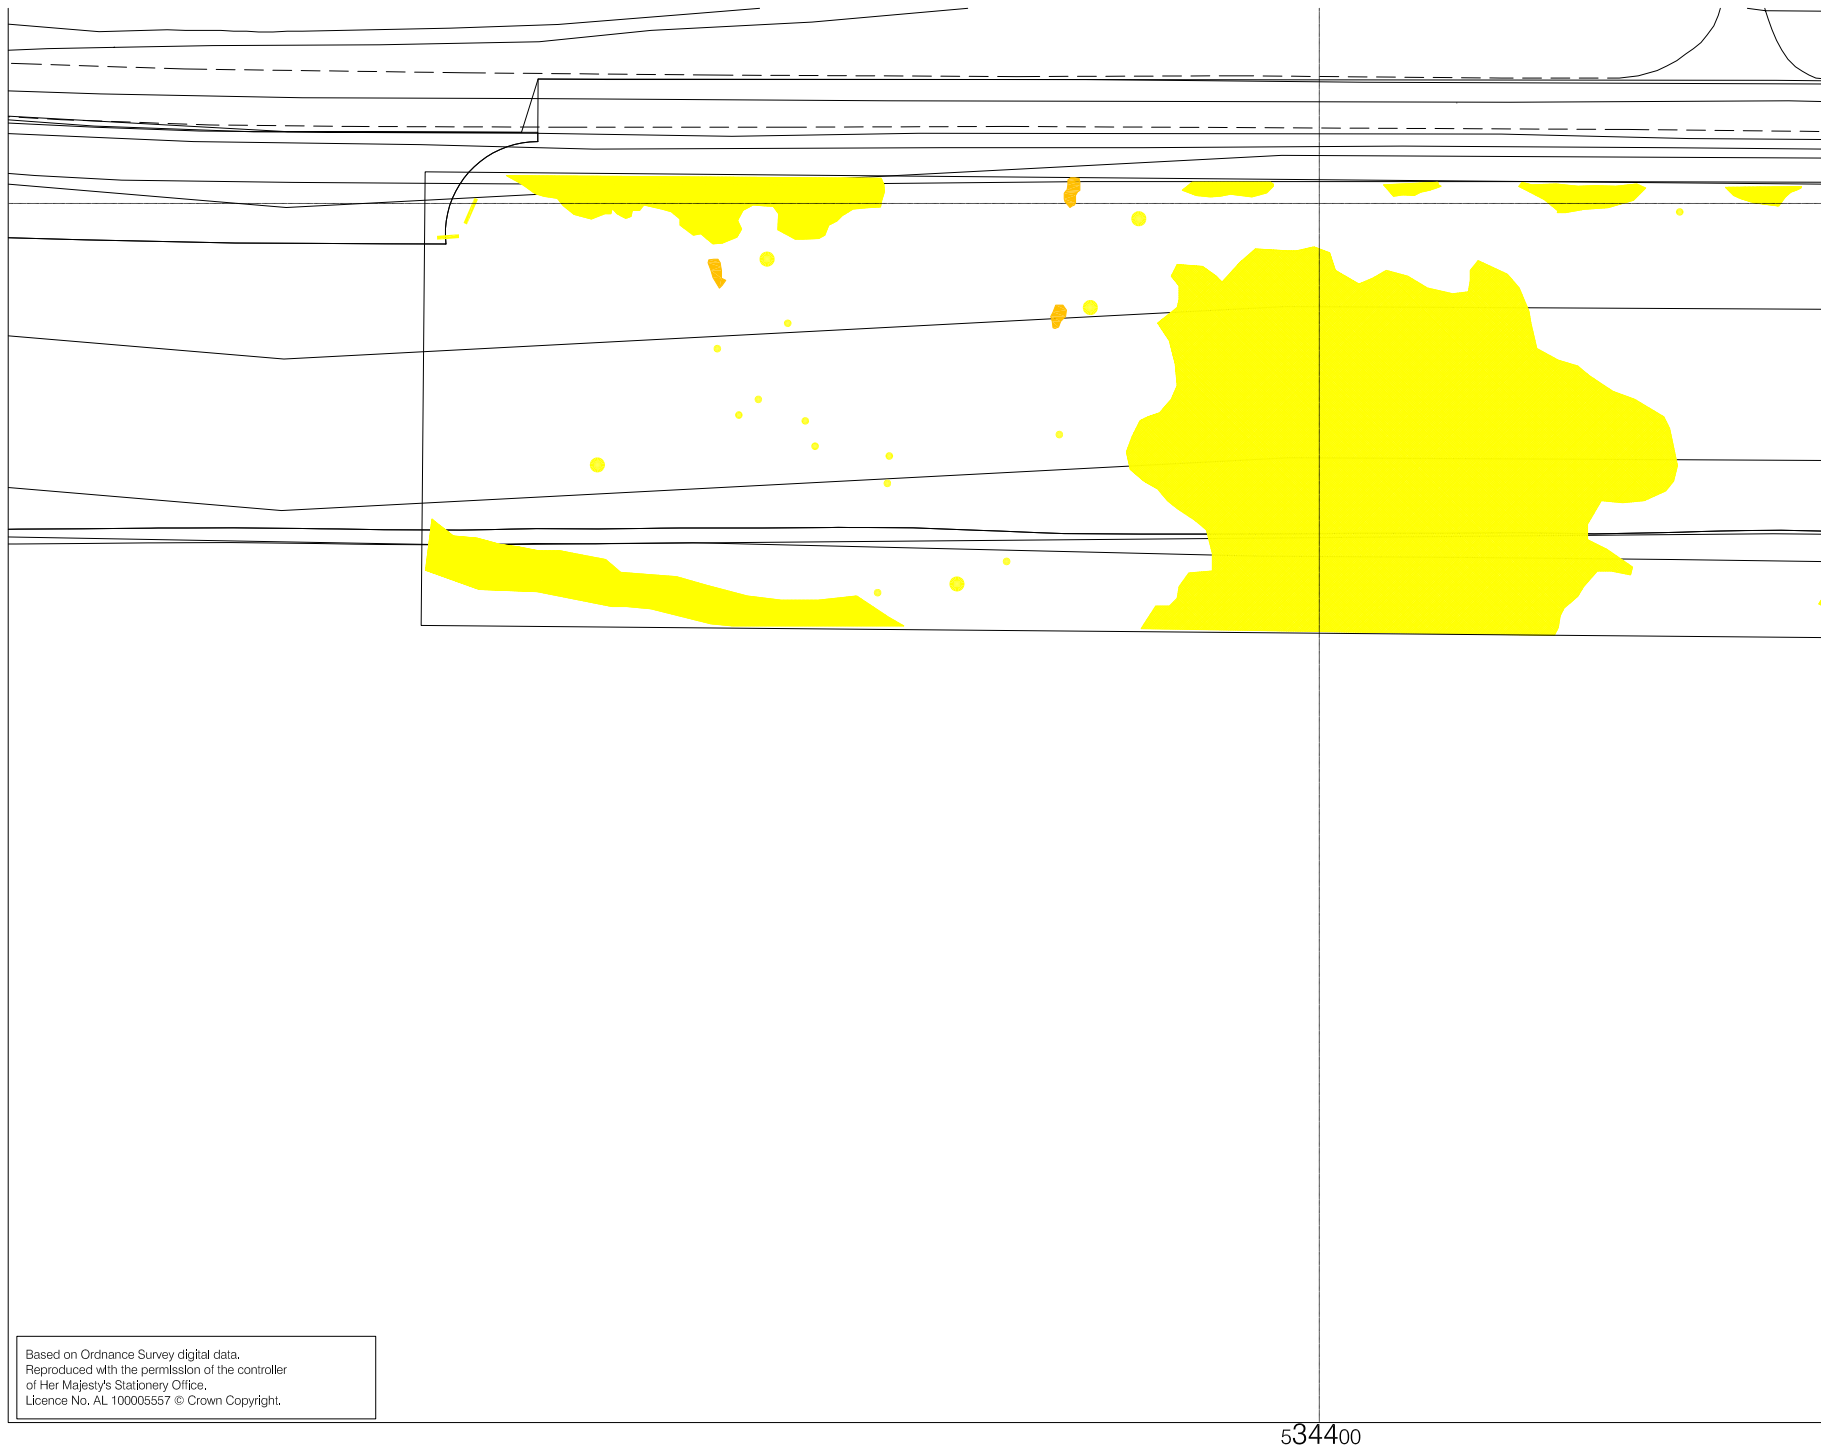 Based on Ordnance Survey digital data.
Reproduced with the permission of the controller
of Her Majesty's Stationery Office.
Licence No. AL 100005557 © Crown Copyright.
534400